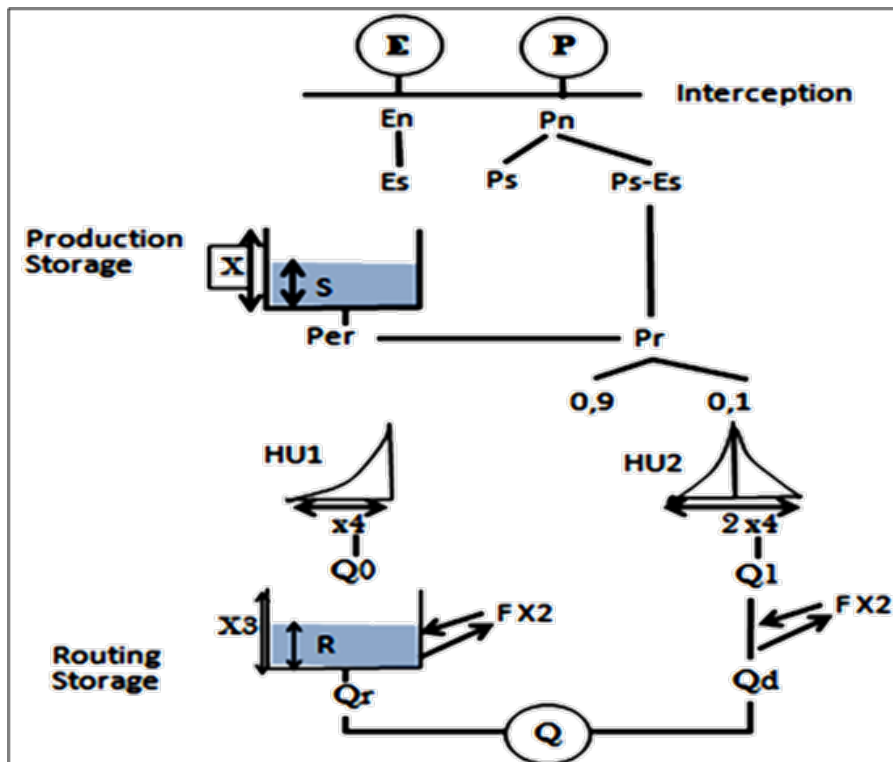 E P
Interception
En Pn
Es Ps Ps-Es
Production
Storage
X
S
Per Pr
0,9 0,1
HU1 HU2
x4 2 x4
Q0 Q1
X3 R F X2 F X2
Routing
Storage
Qr Qd
Q